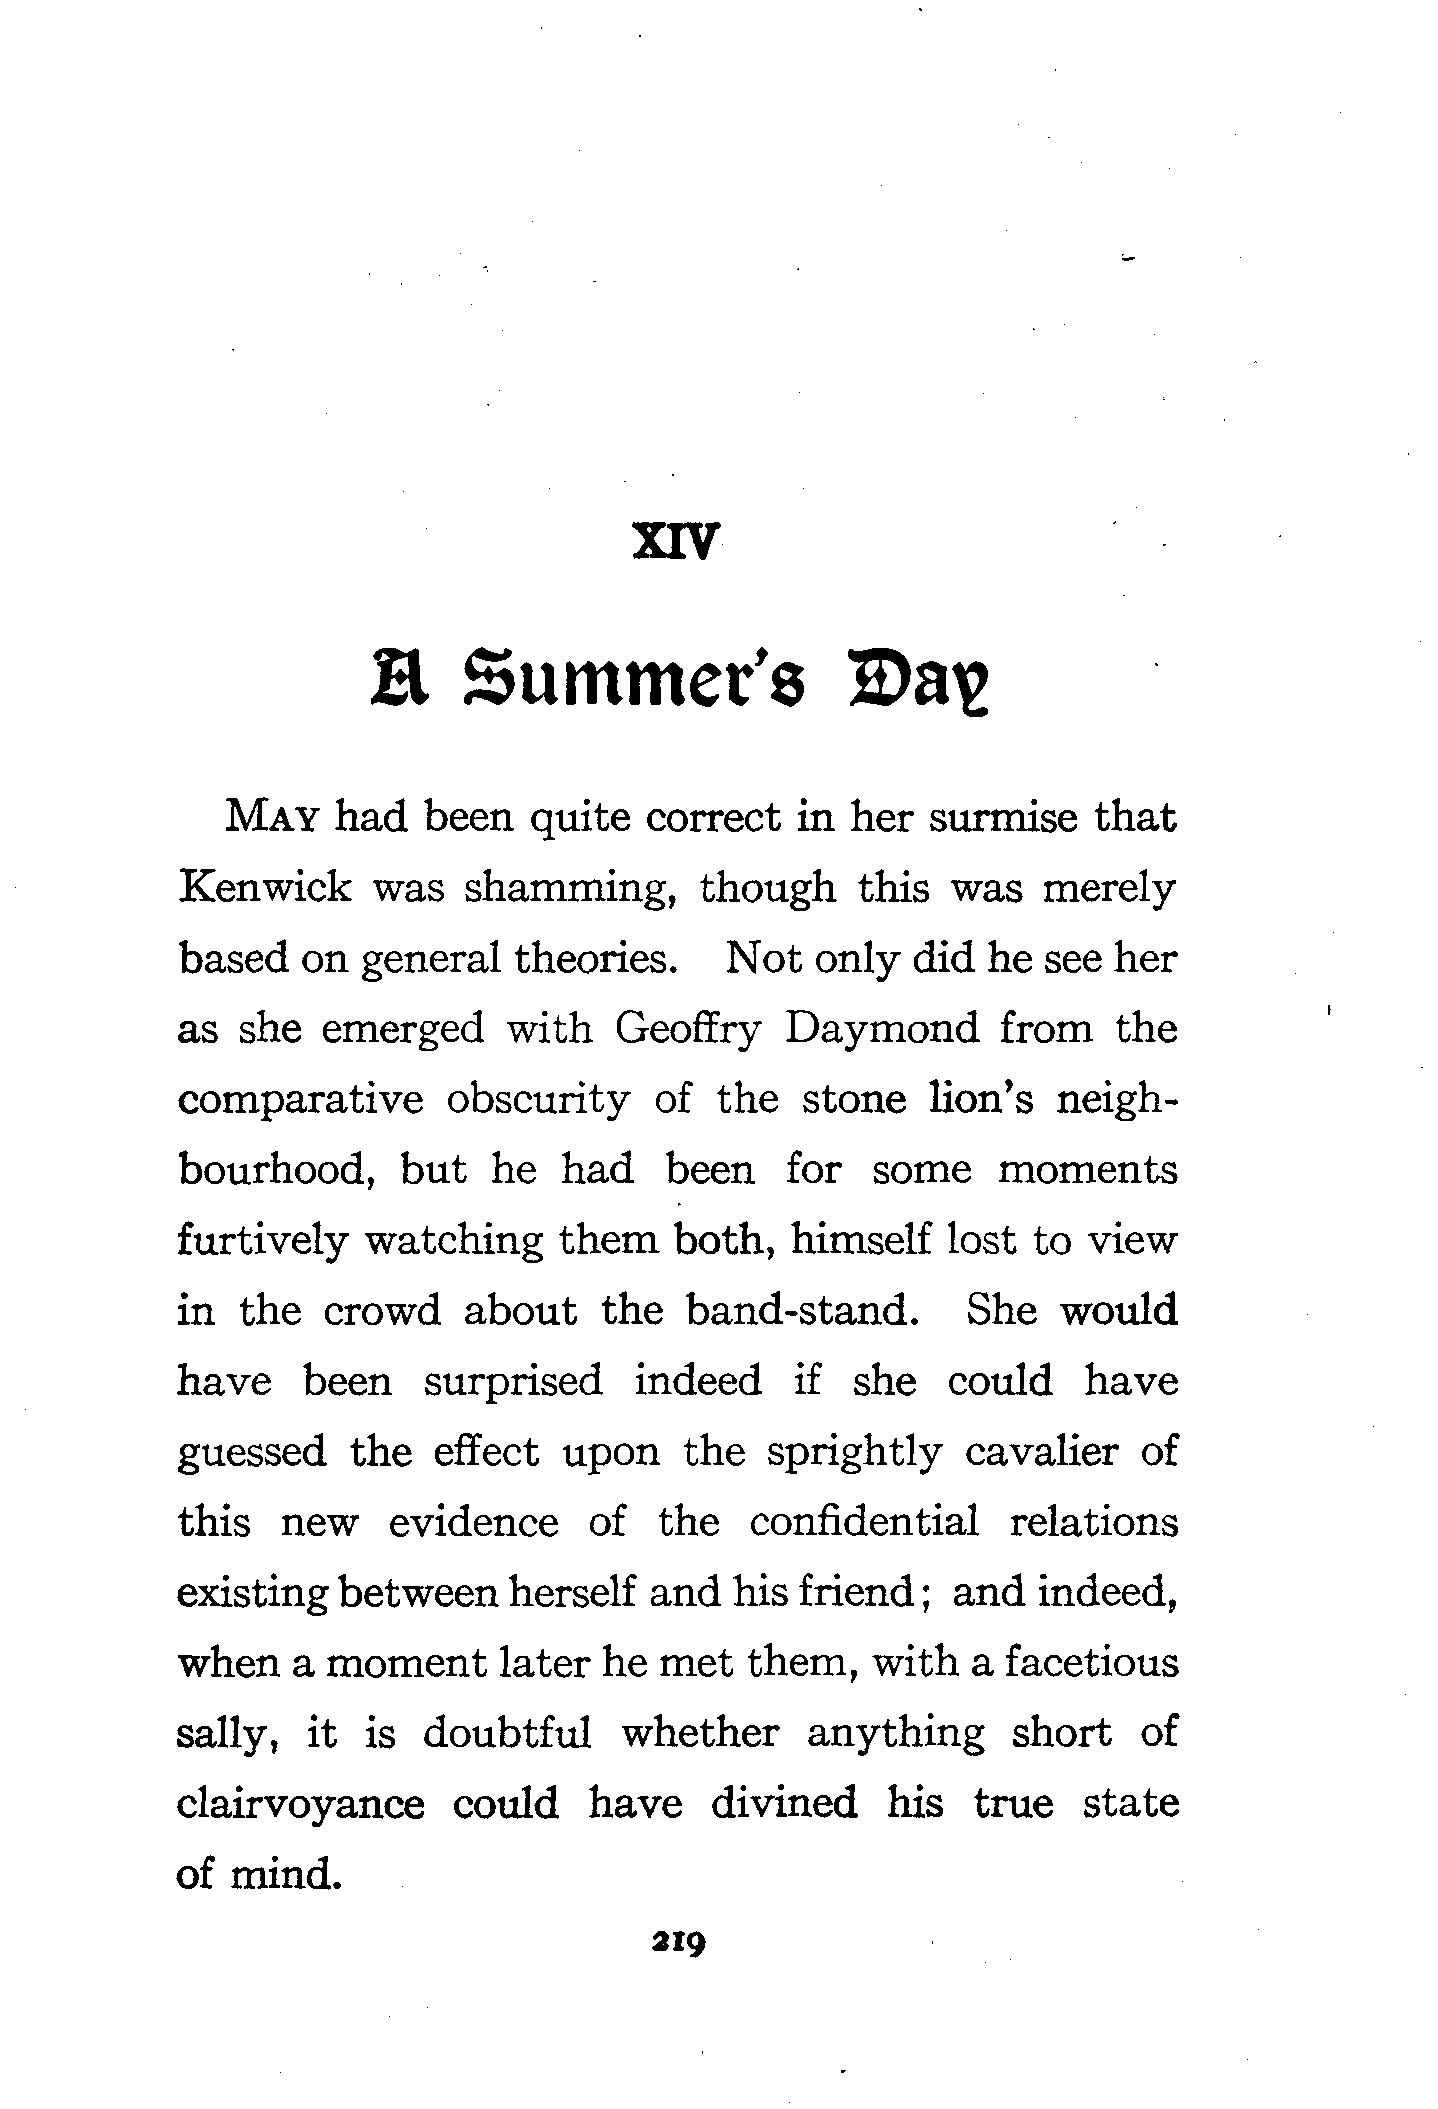 XIV
A Summer's Day
MAY had been quite correct in her surmise that
Kenwick was shamming, though this was merely
based on general theories. Not only did he see her
as she emerged with Geoffry Daymond from the
comparative obscurity of the stone lion's neigh-
bourhood, but he had been for some moments
furtively watching them both, himself lost to view
in the crowd about the band-stand. She would
have been surprised indeed if she could have
guessed the effect upon the sprightly cavalier of
this new evidence of the confidential relations
existing between herself and his friend; and indeed,
when a moment later he met them, with a facetious
sally, it is doubtful whether anything short of
clairvoyance could have divined his true state
of mind.
219